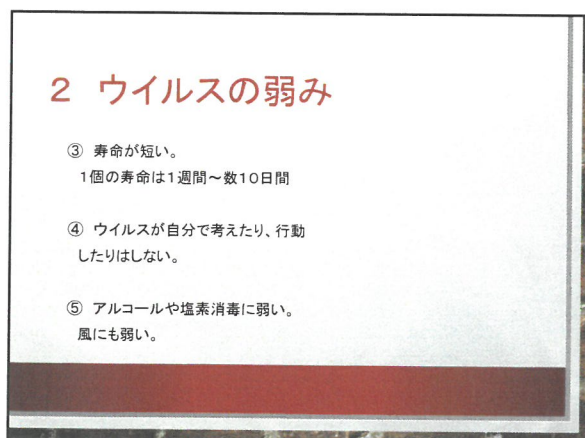 2 ウイルスの弱み
③ 寿命が短い。
1個の寿命は1週間～数10日間
④ ウイルスが自分で考えたり、行動
したりはしない。
⑤ アルコールや塩素消毒に弱い。
風にも弱い。